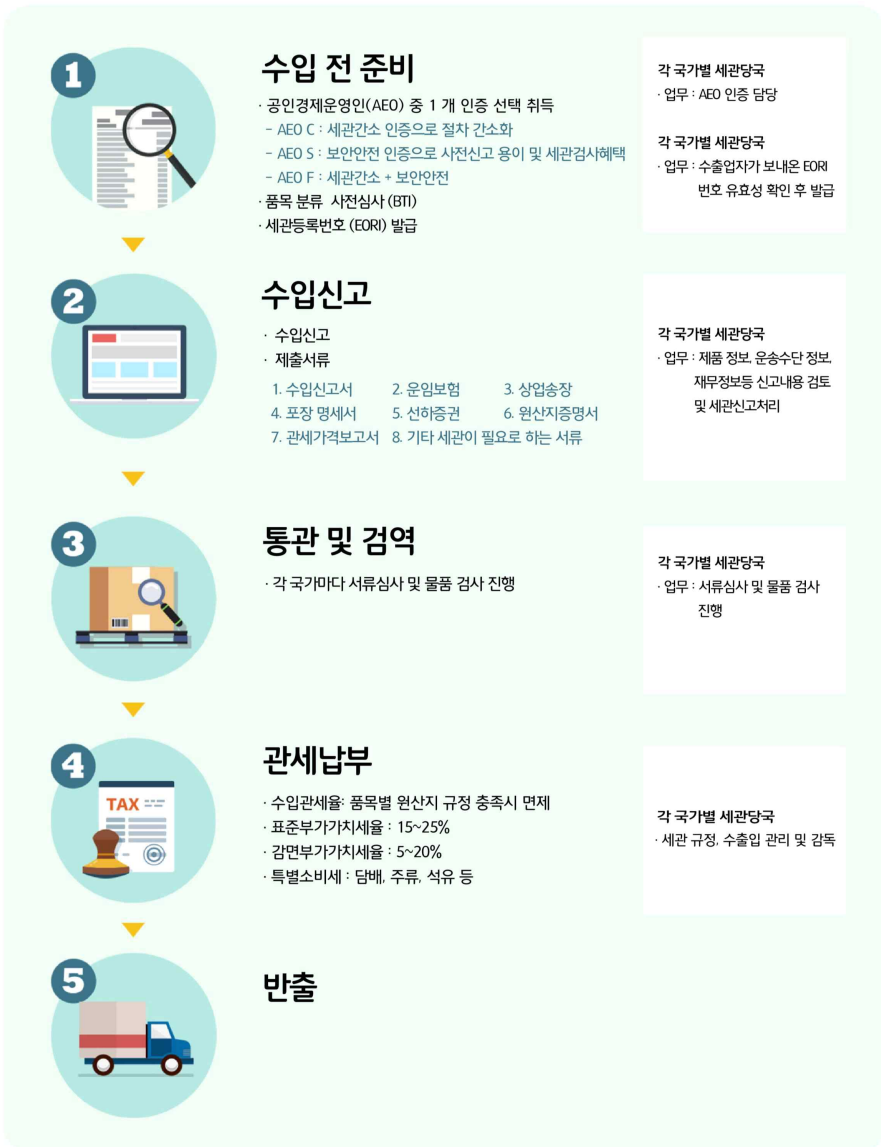 1
수입 전 준비
· 공인경제운영인(AEO) 중 1 개 인증 선택 취득
- AEO C : 세관간소 인증으로 절차 간소화
- AEO S : 보안안전 인증으로 사전신고 용이 및 세관검사혜택
- AEO F : 세관간소 + 보안안전
· 품목 분류 사전심사 (BTI)
· 세관등록번호 (EORI) 발급
각 국가별 세관당국
· 업무 : AEO 인증 담당
각 국가별 세관당국
· 업무 : 수출업자가 보내온 EORI
번호 유효성 확인 후 발급
2
수입신고
· 수입신고
· 제출서류
1. 수입신고서 2. 운임보험 3. 상업송장
4. 포장 명세서 5. 선하증권 6. 원산지증명서
7. 관세가격보고서 8. 기타 세관이 필요로 하는 서류
각 국가별 세관당국
· 업무 : 제품 정보, 운송수단 정보,
재무정보등 신고내용 검토
및 세관신고처리
3
통관 및 검역
· 각 국가마다 서류심사 및 물품 검사 진행
각 국가별 세관당국
· 업무 : 서류심사 및 물품 검사
진행
4
TAX
관세납부
· 수입관세율: 품목별 원산지 규정 충족시 면제
· 표준부가가치세율 : 15~25%
· 감면부가가치세율 : 5~20%
· 특별소비세 : 담배, 주류, 석유 등
각 국가별 세관당국
· 세관 규정, 수출입 관리 및 감독
5
반출